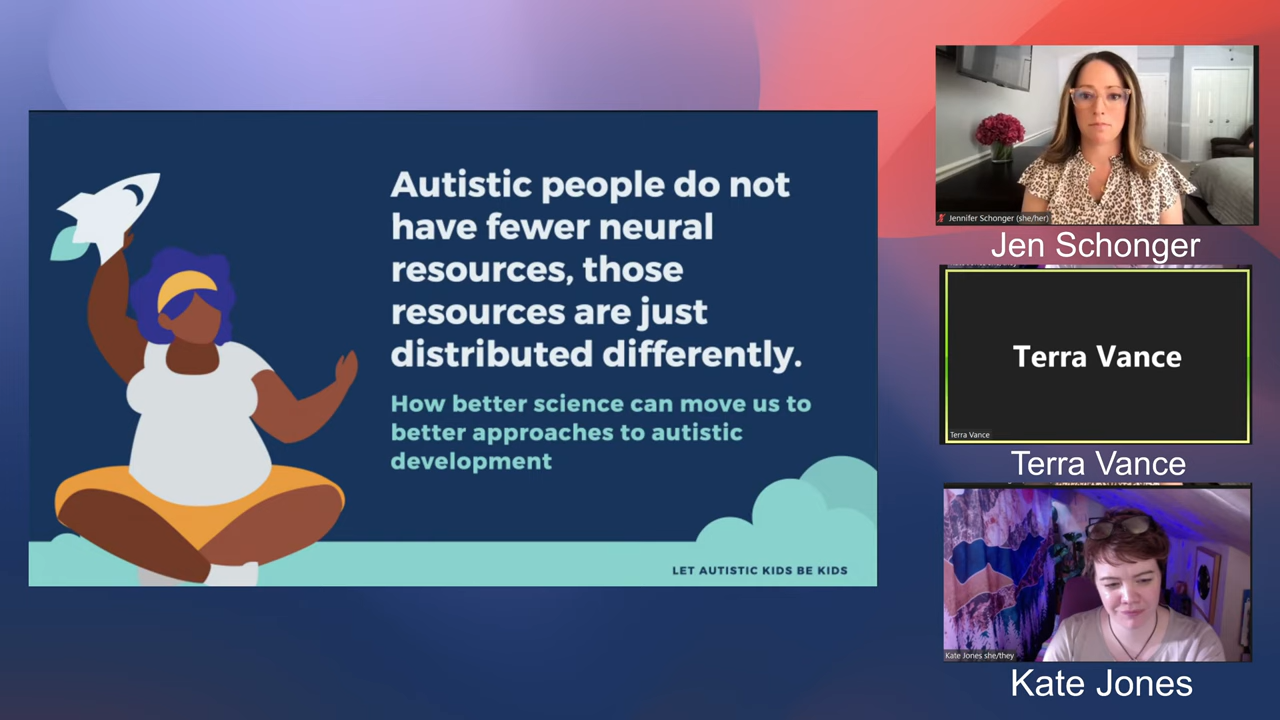 Autistic people do not
have fewer neural
resources, those
resources are just
distributed differently.
How better science can move us to
better approaches to autistic
development
LET AUTISTIC KIDS BE KIDS
Jennifer Schonger (she/her)
Jen Schonger
Terra Vance
Terra Vance
Terra Vance
Kate Jones she/they
Kate Jones